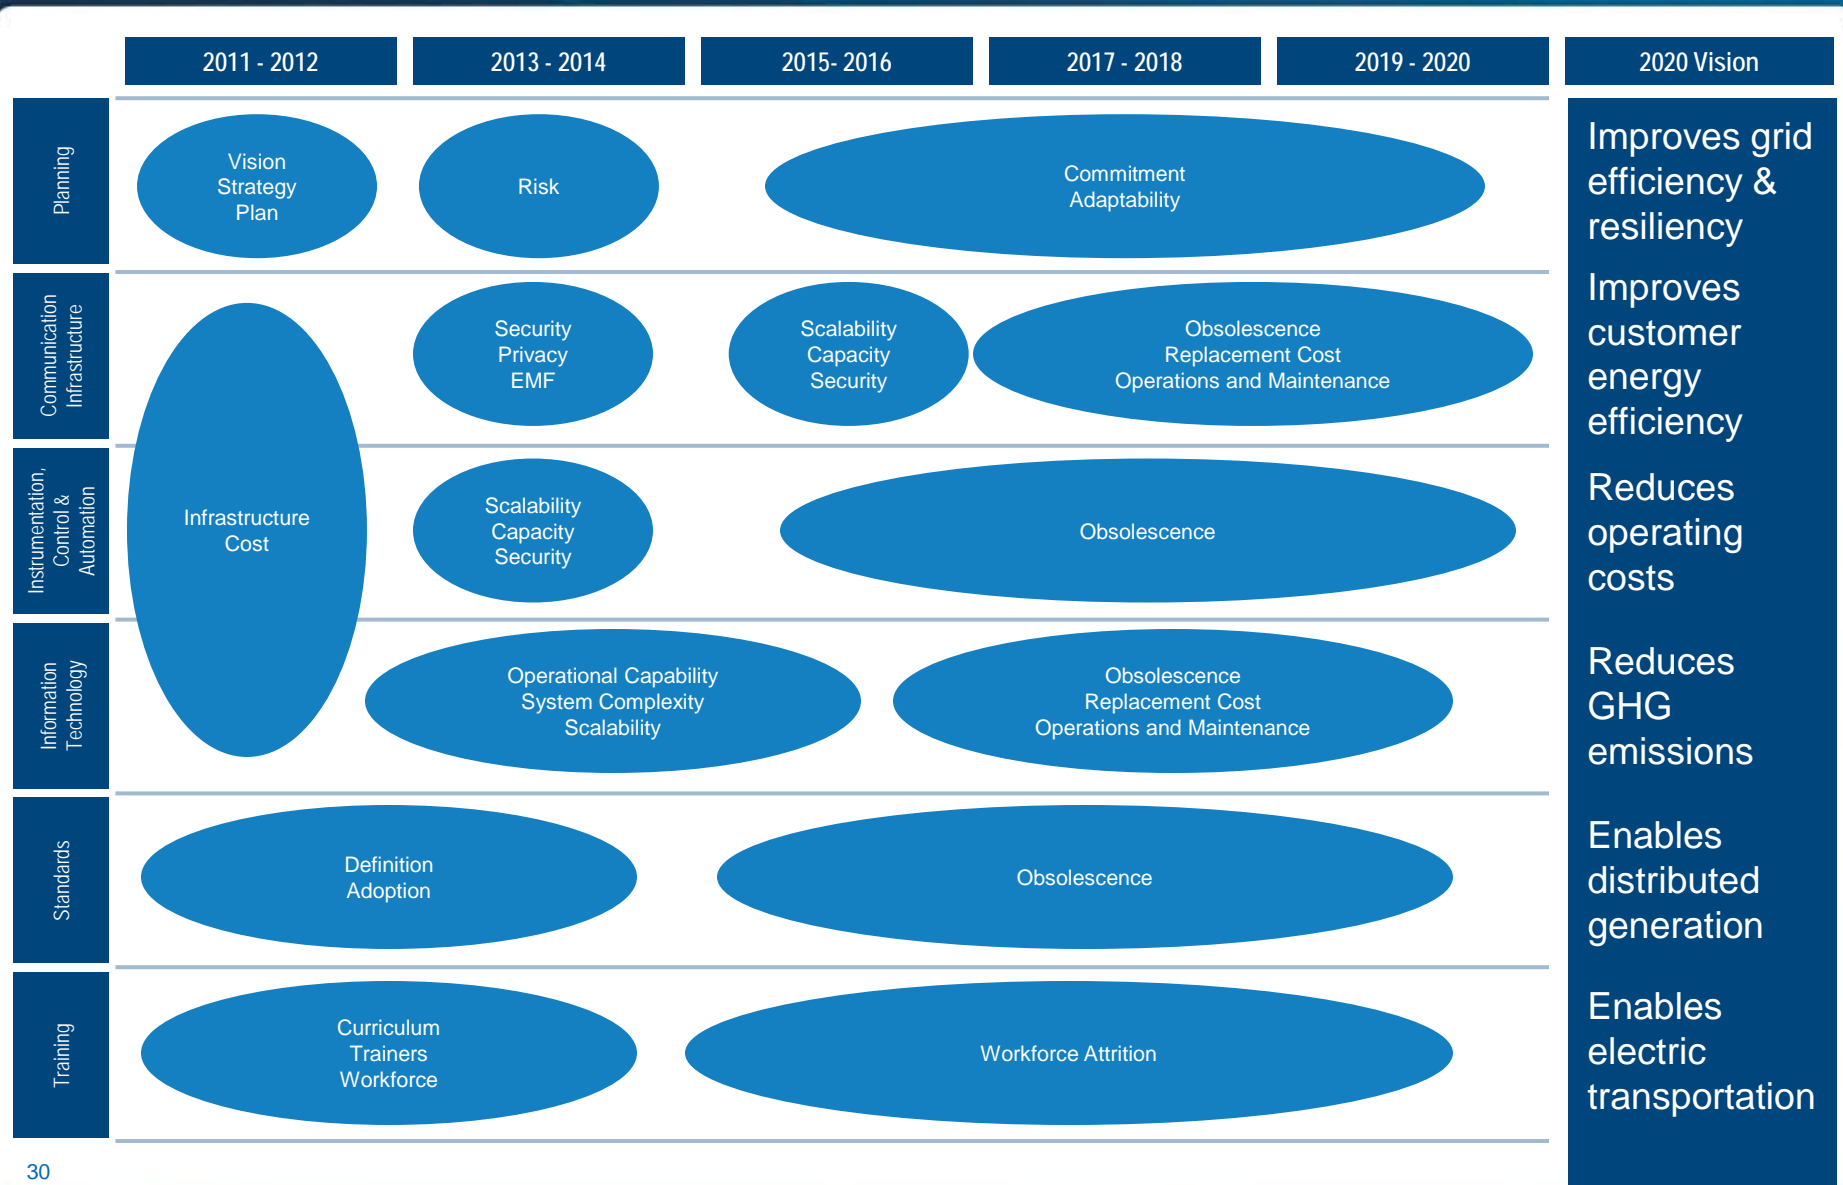 2011 - 2012
2013 - 2014
2015- 2016
2017 - 2018
2019 - 2020
2020 Vision
Planning
Vision
Strategy
Plan
Risk
Commitment
Adaptability
Improves grid
efficiency &
resiliency
Communication
Infrastructure
Infrastructure
Cost
Security
Privacy
EMF
Scalability
Capacity
Security
Obsolescence
Replacement Cost
Operations and Maintenance
Improves
customer
energy
efficiency
Instrumentation,
Control &
Automation
Scalability
Capacity
Security
Obsolescence
Reduces
operating
costs
Information
Technology
Operational Capability
System Complexity
Scalability
Obsolescence
Replacement Cost
Operations and Maintenance
Reduces
GHG
emissions
Standards
Definition
Adoption
Obsolescence
Enables
distributed
generation
Training
Curriculum
Trainers
Workforce
Workforce Attrition
Enables
electric
transportation
30